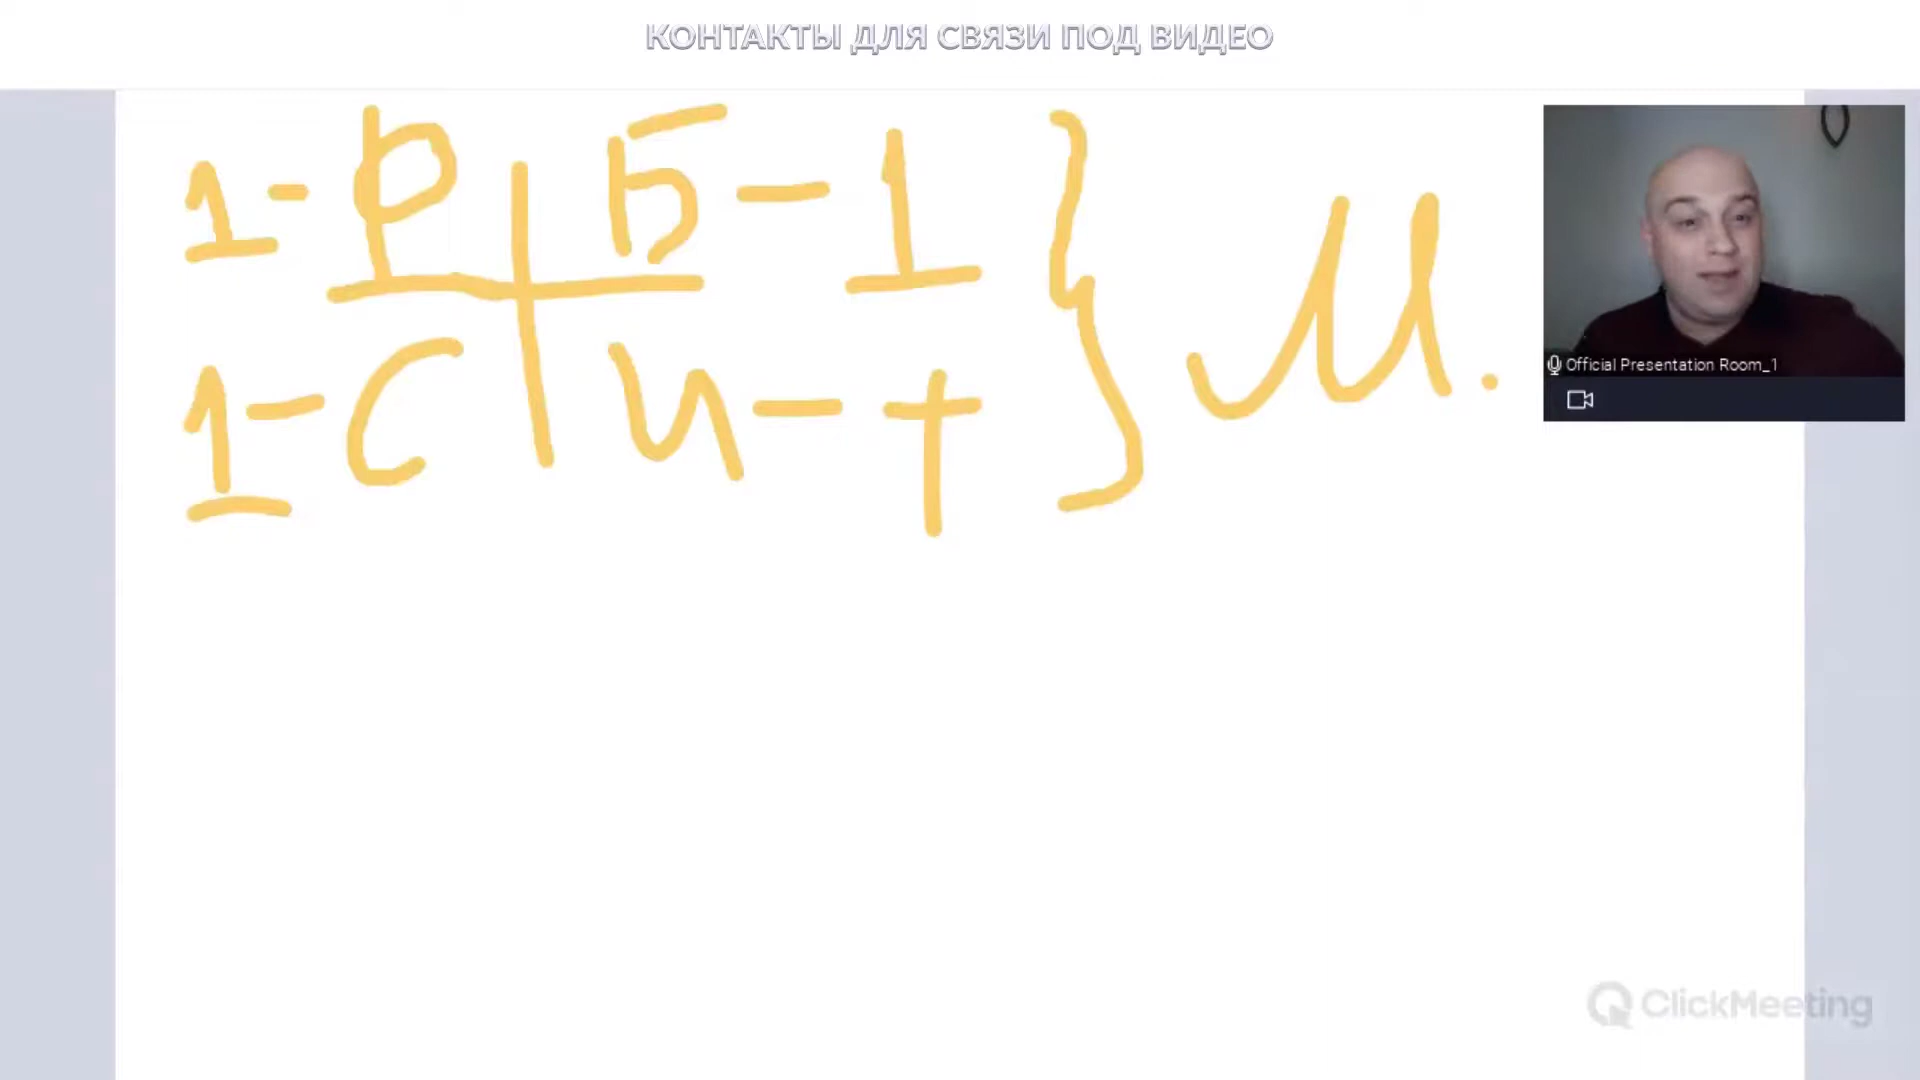 КОНТАКТЫ ДЛЯ СВЯЗИ ПОД ВИДЕО
1 - Р | Б - 1 } М.
1 - С | И - +
Official Presentation Room_1
ClickMeeting